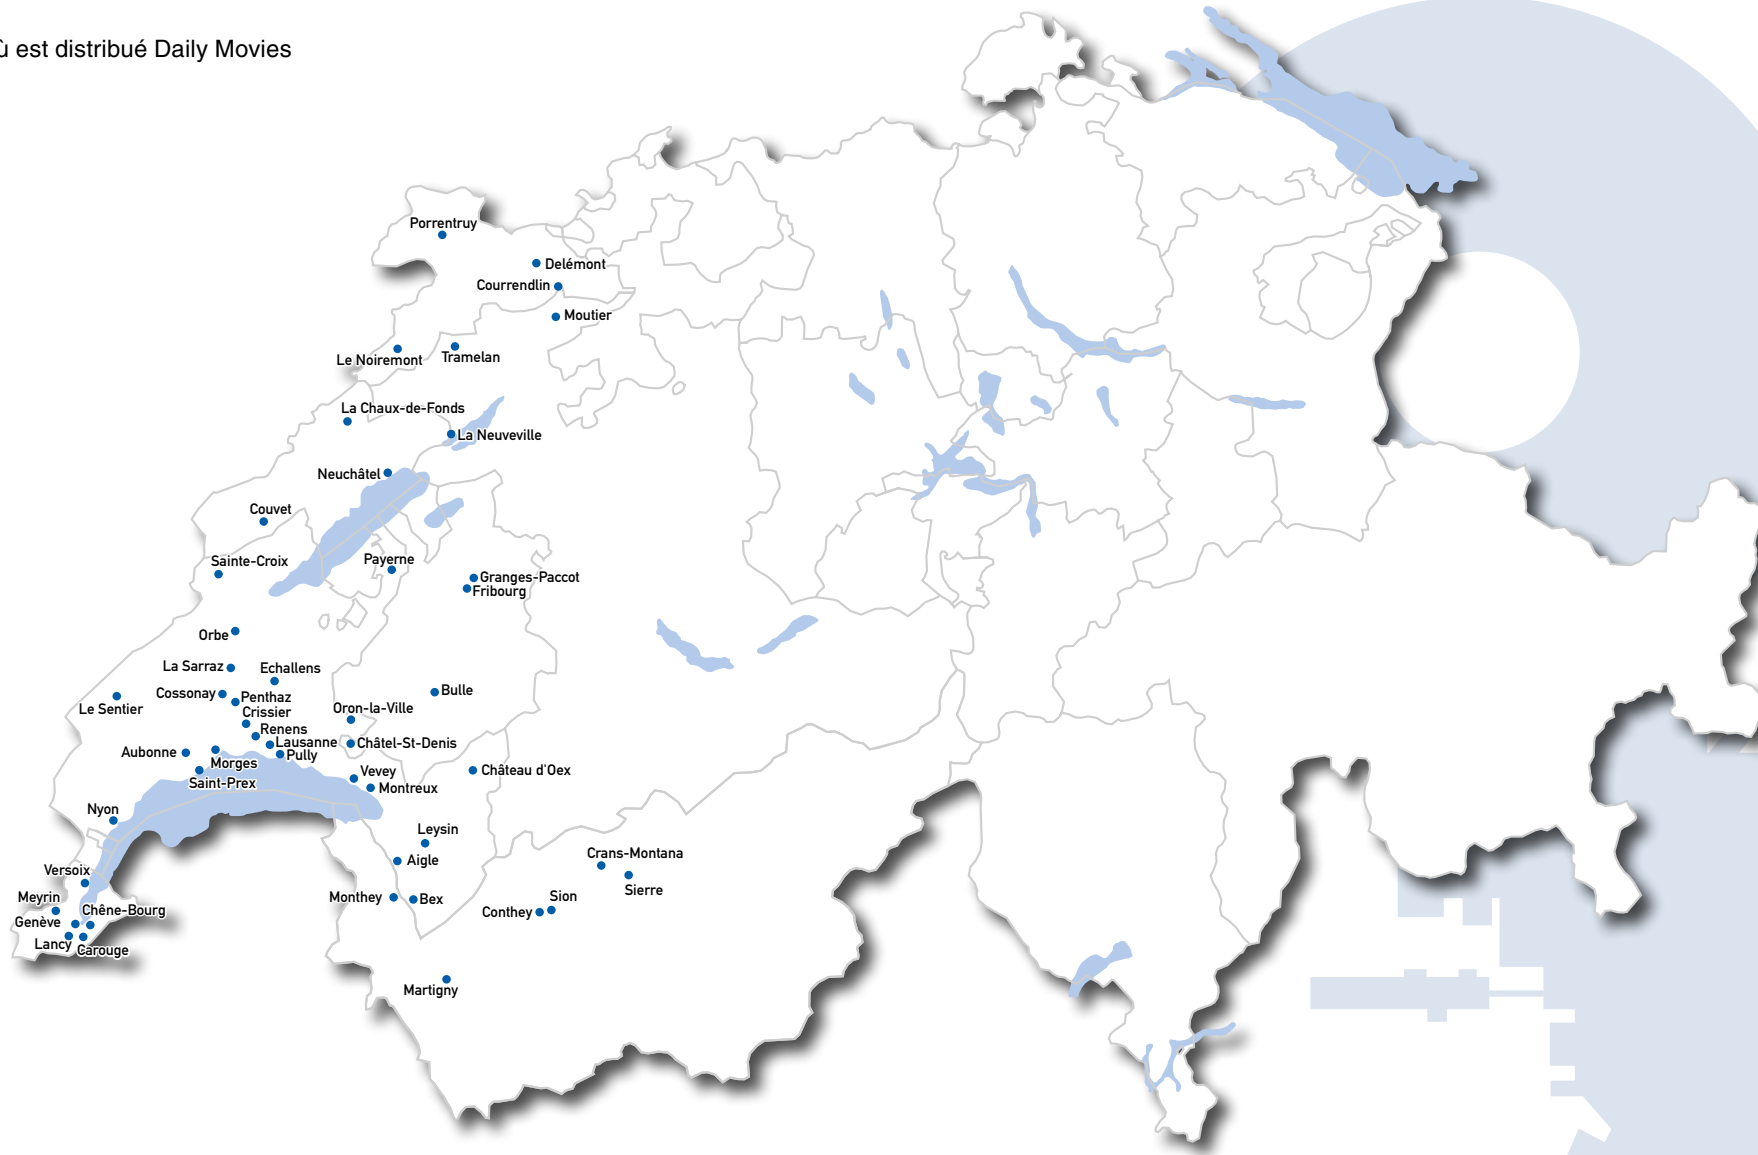 ù est distribué Daily Movies
Porrentruy
Delémont
Courrendlin
Moutier
Le Noiremont
Tramelan
La Chaux-de-Fonds
La Neuveville
Neuchâtel
Couvet
Sainte-Croix
Payerne
Granges-Paccot
Fribourg
Orbe
La Sarraz
Echallens
Cossonay
Penthaz
Le Sentier
Crissier
Oron-la-Ville
Bulle
Renens
Lausanne
Châtel-St-Denis
Aubonne
Pully
Morges
Vevey
Château d'Oex
Saint-Prex
Montreux
Nyon
Leysin
Aigle
Crans-Montana
Versoix
Sierre
Meyrin
Monthey
Bex
Sion
Chêne-Bourg
Conthey
Genève
Lancy
Carouge
Martigny